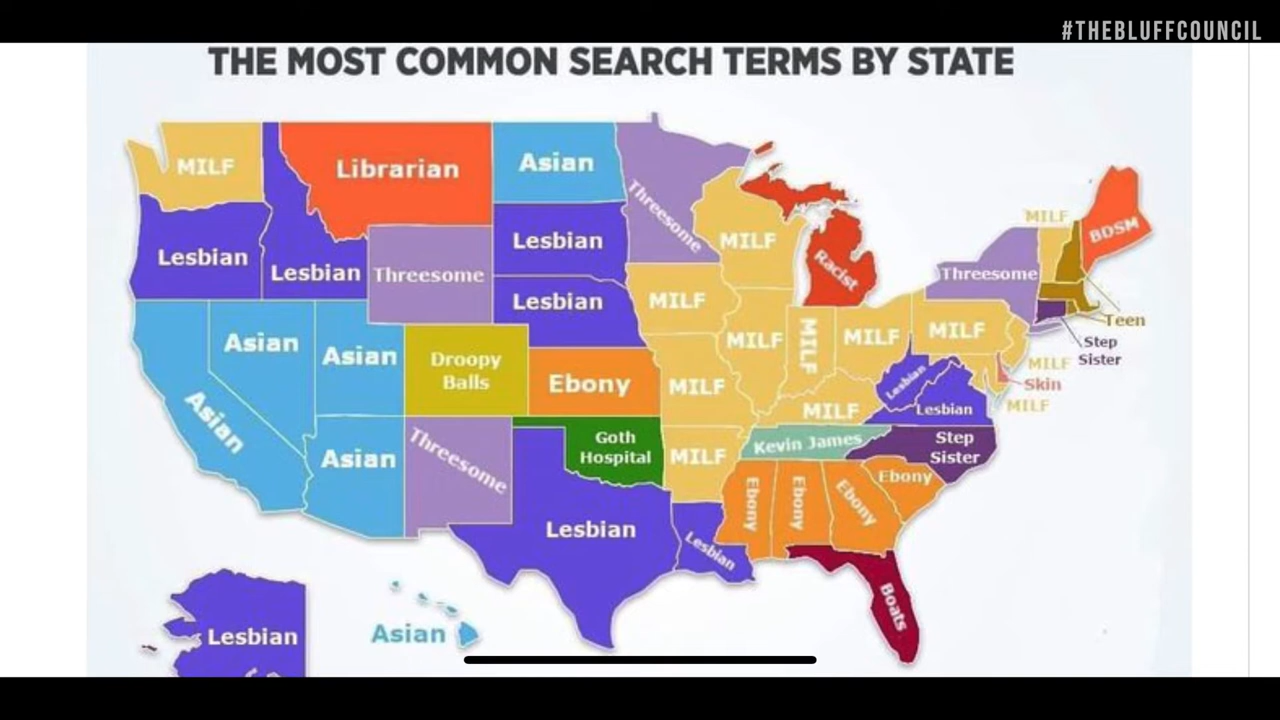 #THEBLUFFCOUNCIL
THE MOST COMMON SEARCH TERMS BY STATE
MILF
Librarian
Asian
Threesome
MILF
Racist
MILF
BDSM
Lesbian
Lesbian
Threesome
Lesbian
Threesome
Lesbian
MILF
Teen
Step
Sister
Asian
Asian
Asian
Droopy
Balls
Ebony
MILF
MILF
MILF
MILF
MILF
MILF
Skin
MILF
Lesbian
Lesbian
MILF
Asian
Threesome
Goth
Hospital
MILF
Kevin James
Step
Sister
Lesbian
Lesbian
Ebony
Ebony
Ebony
Ebony
Boats
Lesbian
Asian